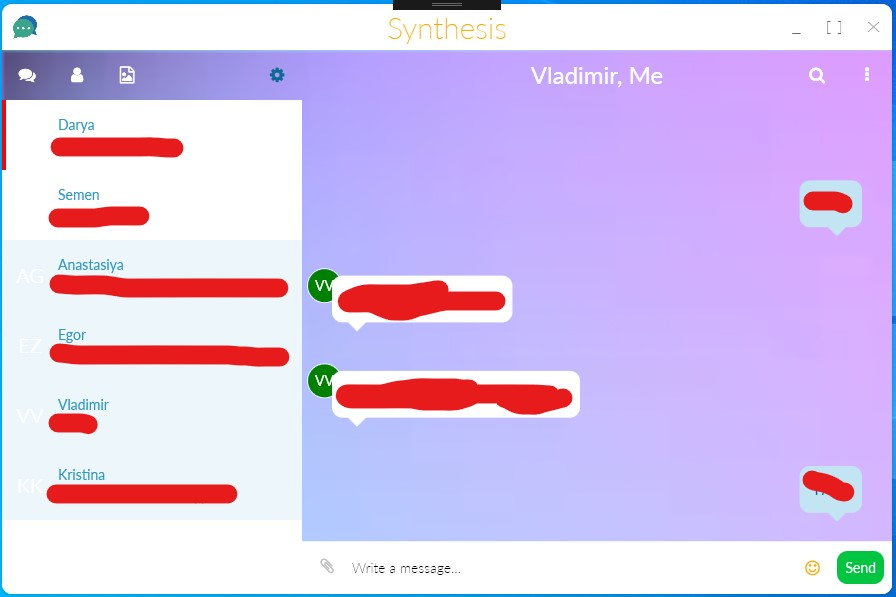 Synthesis
Vladimir, Me
Darya
Semen
AG
Anastasiya
EZ
Egor
VV
Vladimir
KK
Kristina
VV
VV
Write a message...
Send